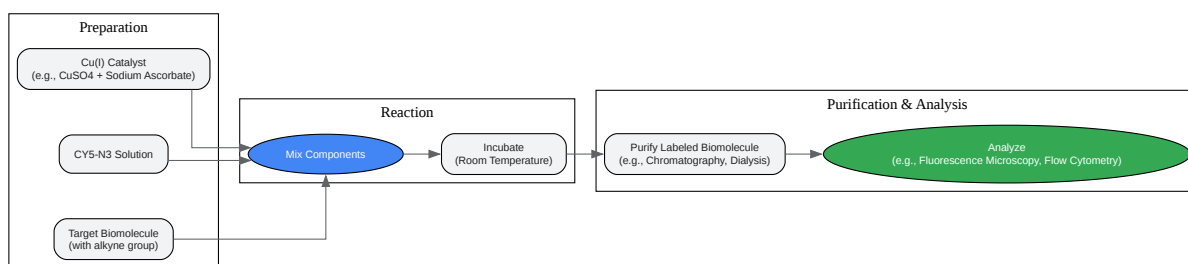 Preparation
Cu(I) Catalyst
(e.g., CuSO4 + Sodium Ascorbate)
CY5-N3 Solution
Target Biomolecule
(with alkyne group)
Reaction
Mix Components
Incubate
(Room Temperature)
Purification & Analysis
Purify Labeled Biomolecule
(e.g., Chromatography, Dialysis)
Analyze
(e.g., Fluorescence Microscopy, Flow Cytometry)